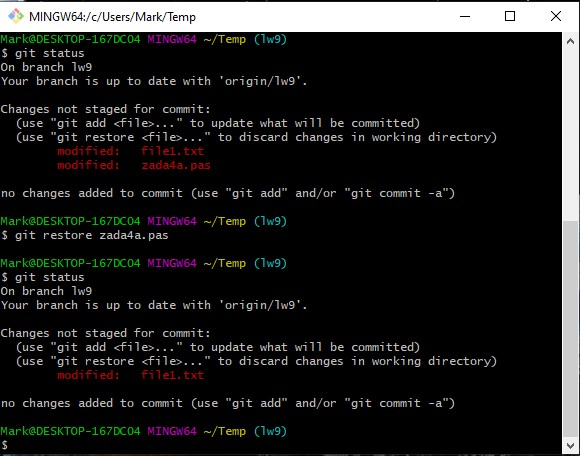 MINGW64:/c/Users/Mark/Temp
Mark@DESKTOP-167DCO4 MINGW64 ~/Temp (lw9)
$ git status
On branch lw9
Your branch is up to date with 'origin/lw9'.
Changes not staged for commit:
(use "git add <file>..." to update what will be committed)
(use "git restore <file>..." to discard changes in working directory)
modified: file1.txt
modified: zada4a.pas
no changes added to commit (use "git add" and/or "git commit -a")
Mark@DESKTOP-167DCO4 MINGW64 ~/Temp (lw9)
$ git restore zada4a.pas
Mark@DESKTOP-167DCO4 MINGW64 ~/Temp (lw9)
$ git status
On branch lw9
Your branch is up to date with 'origin/lw9'.
Changes not staged for commit:
(use "git add <file>..." to update what will be committed)
(use "git restore <file>..." to discard changes in working directory)
modified: file1.txt
no changes added to commit (use "git add" and/or "git commit -a")
Mark@DESKTOP-167DCO4 MINGW64 ~/Temp (lw9)
$